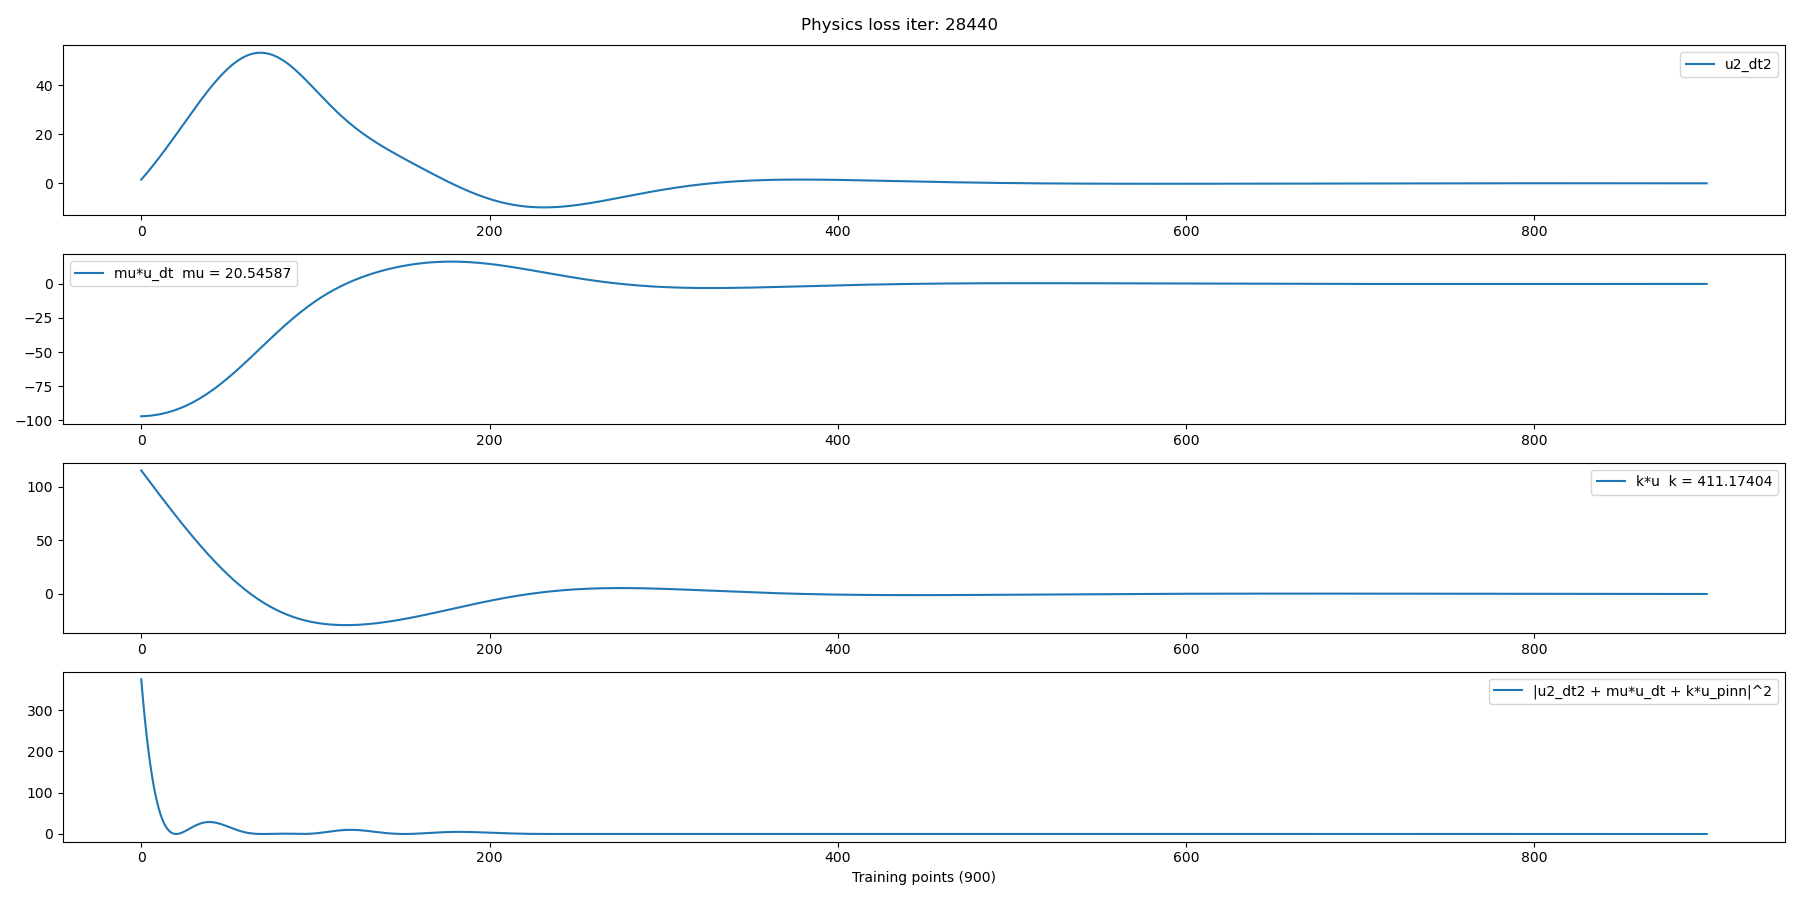 Physics loss iter: 28440
u2_dt2
40
20
0
0 200 400 600 800
mu*u_dt  mu = 20.54587
0
−25
−50
−75
−100
0 200 400 600 800
k*u  k = 411.17404
100
50
0
0 200 400 600 800
|u2_dt2 + mu*u_dt + k*u_pinn|^2
300
200
100
0
0 200 400 600 800
Training points (900)